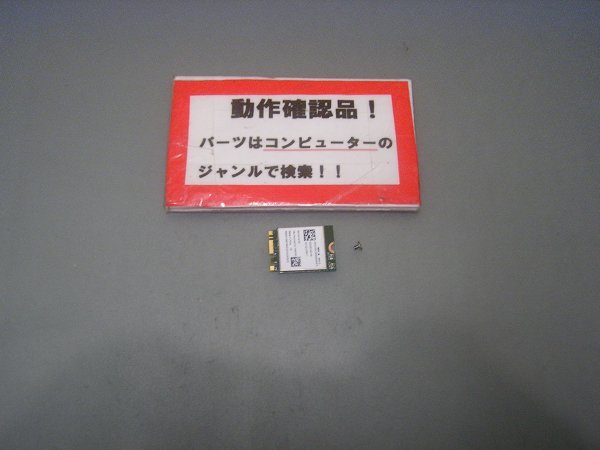 動作確認品！
パーツはコンピューターの
ジャンルで検索！！